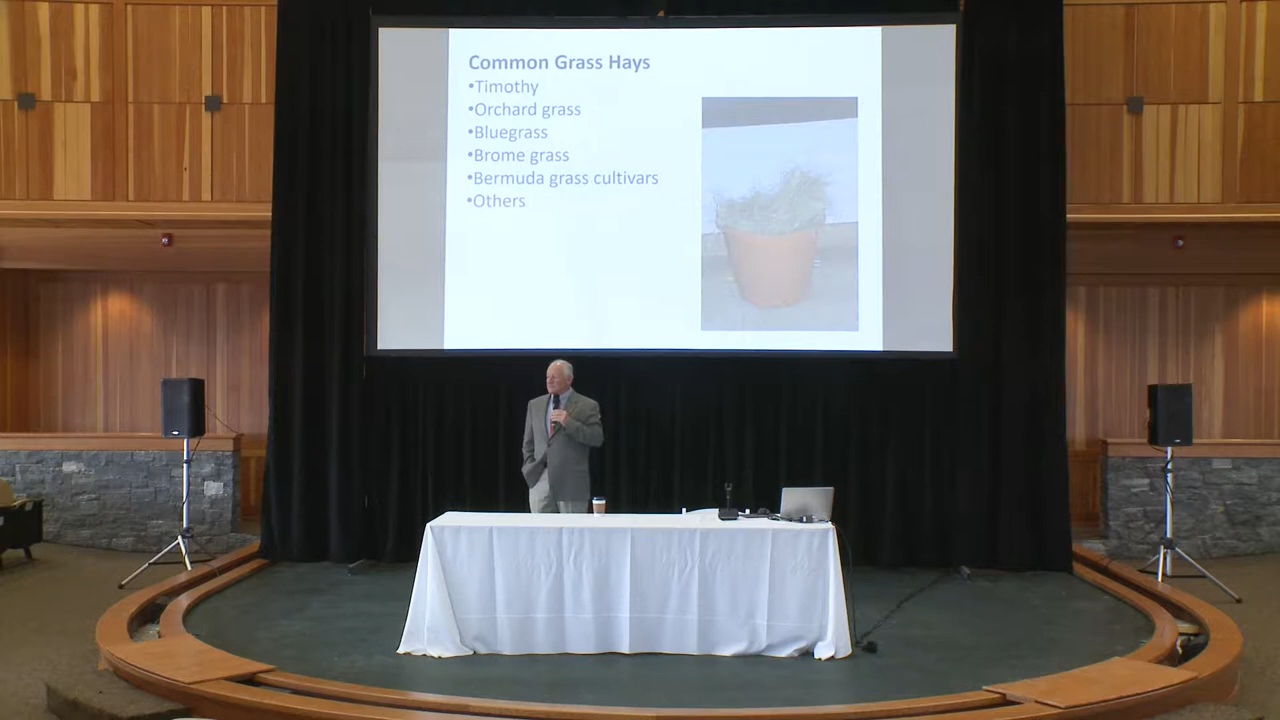 Common Grass Hays
•Timothy
•Orchard grass
•Bluegrass
•Brome grass
•Bermuda grass cultivars
•Others